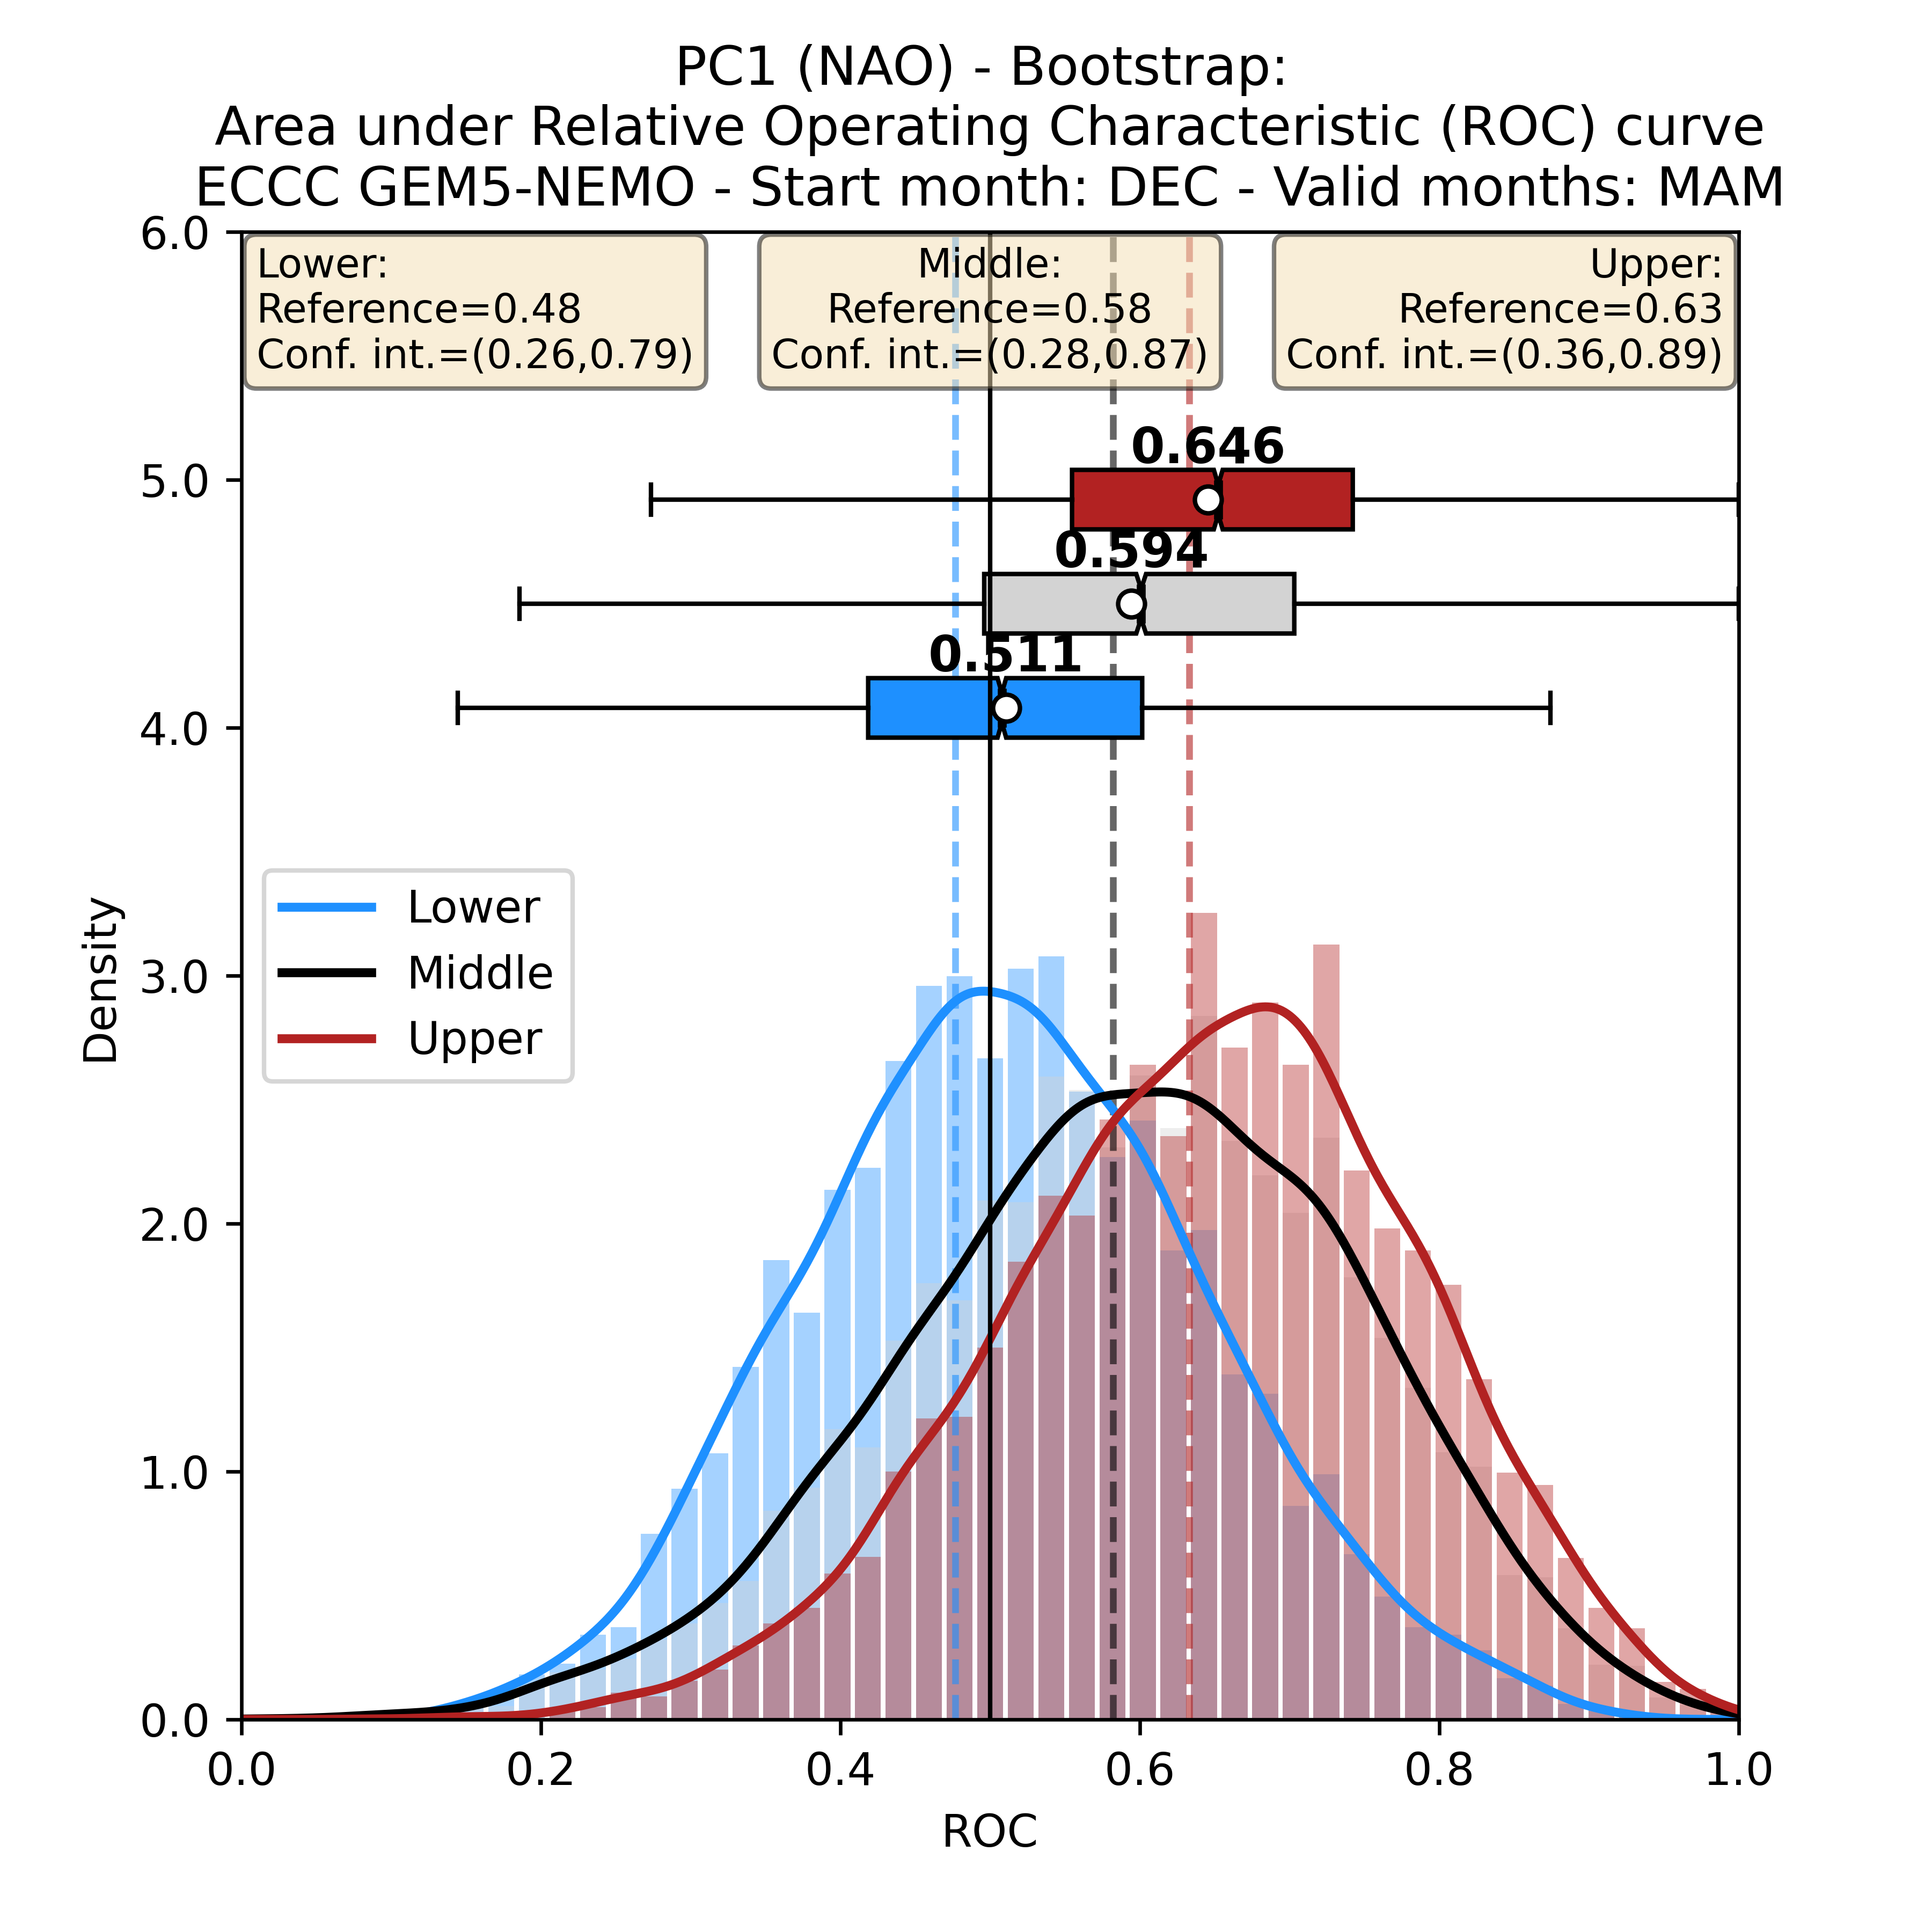 PC1 (NAO) - Bootstrap:
Area under Relative Operating Characteristic (ROC) curve
ECCC GEM5-NEMO - Start month: DEC - Valid months: MAM
Lower:
Reference=0.48
Conf. int.=(0.26,0.79)
Middle:
Reference=0.58
Conf. int.=(0.28,0.87)
Upper:
Reference=0.63
Conf. int.=(0.36,0.89)
0.646
0.594
0.511
Lower
Middle
Upper
Density
6.0
5.0
4.0
3.0
2.0
1.0
0.0
0.0 0.2 0.4 0.6 0.8 1.0
ROC